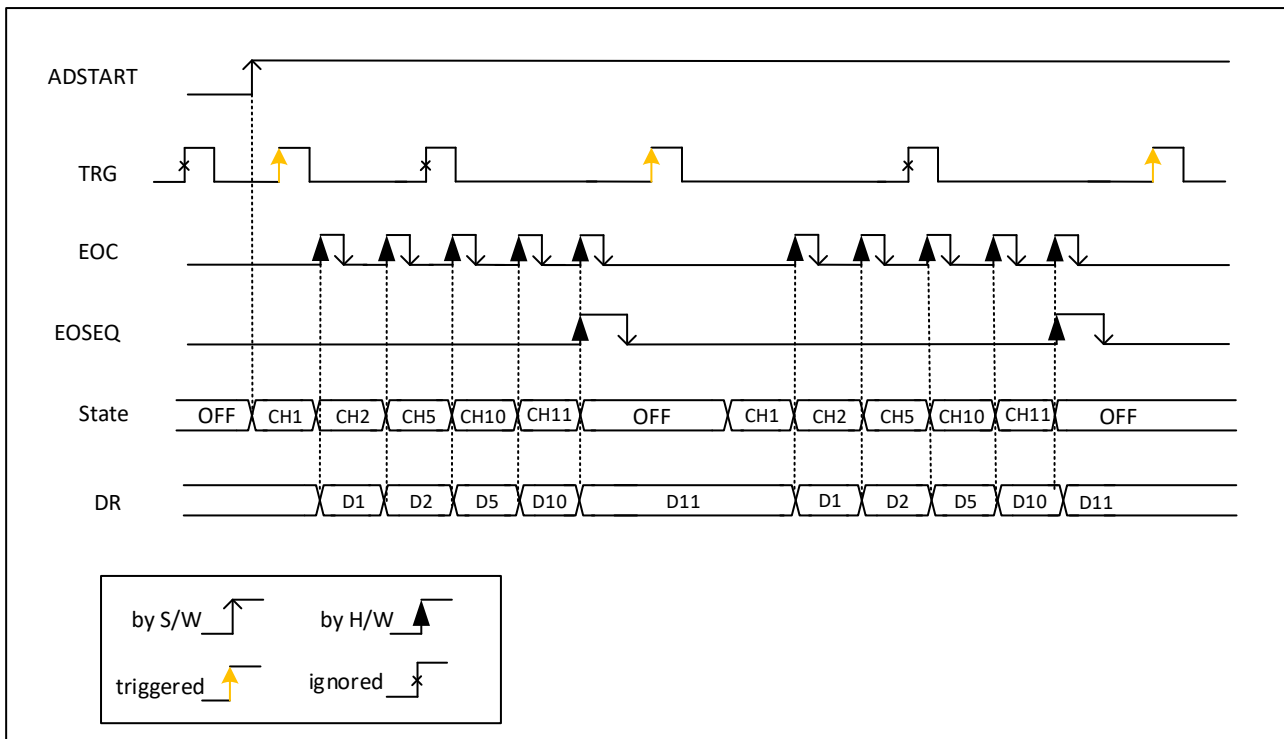 ADSTART
TRG
EOC
EOSEQ
State OFF CH1 CH2 CH5 CH10 CH11 OFF CH1 CH2 CH5 CH10 CH11 OFF
DR D1 D2 D5 D10 D11 D1 D2 D5 D10 D11
by S/W by H/W
triggered ignored